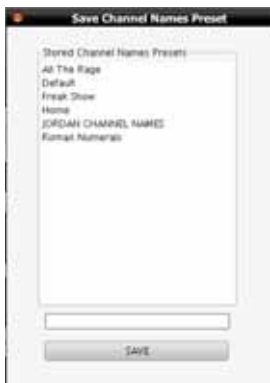 Save Channel Names Preset
Stored Channel Names Presets
All The Rage
Default
Freak Show
Home
JORDAN CHANNEL NAMES
Roman Numerals
SAVE